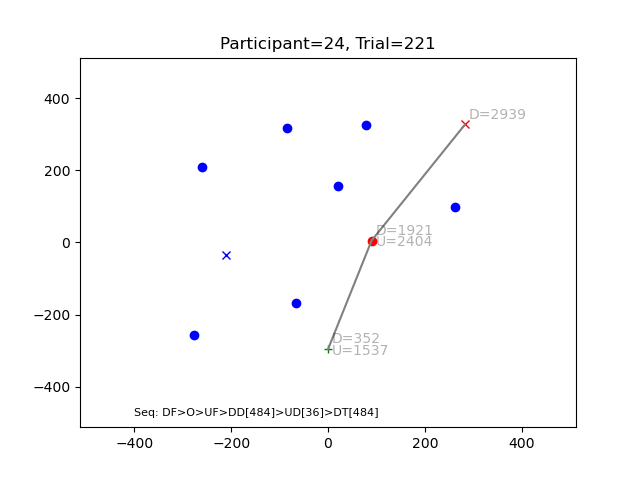 Participant=24, Trial=221
400
200
0
−200
−400
−400
−200
0
200
400
D=2939
D=1921
U=2404
D=352
U=1537
Seq: DF>O>UF>DD[484]>UD[36]>DT[484]